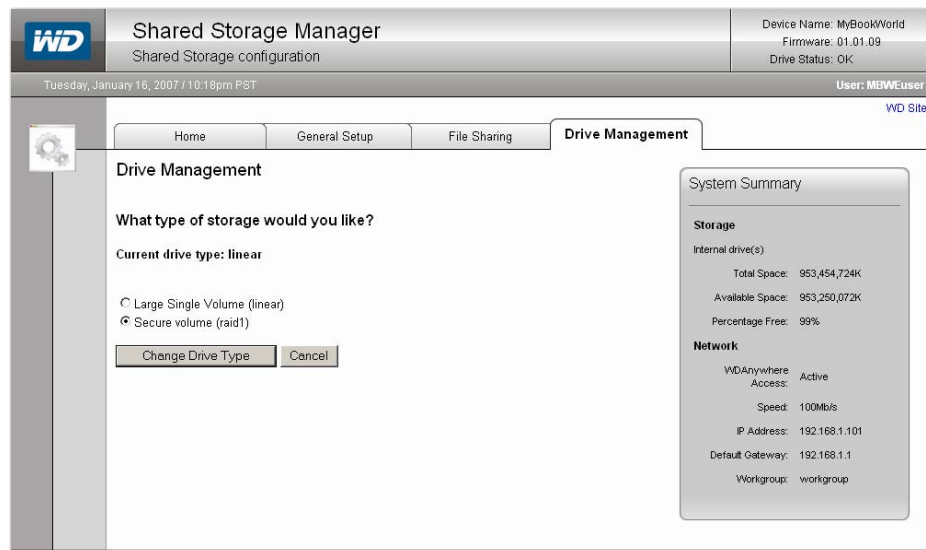 WD
Shared Storage Manager
Shared Storage configuration
Device Name: MyBookWorld
Firmware: 01.01.09
Drive Status: OK
Tuesday, January 16, 2007 / 10:18pm PST
User: MBWEuser
WD Site
Home
General Setup
File Sharing
Drive Management
Drive Management
What type of storage would you like?
Current drive type: linear
Large Single Volume (linear)
Secure volume (raid1)
Change Drive Type
Cancel
System Summary
Storage
Internal drive(s)
Total Space: 953,454,724K
Available Space: 953,250,072K
Percentage Free: 99%
Network
WDAnywhere Access: Active
Speed: 100Mb/s
IP Address: 192.168.1.101
Default Gateway: 192.168.1.1
Workgroup: workgroup